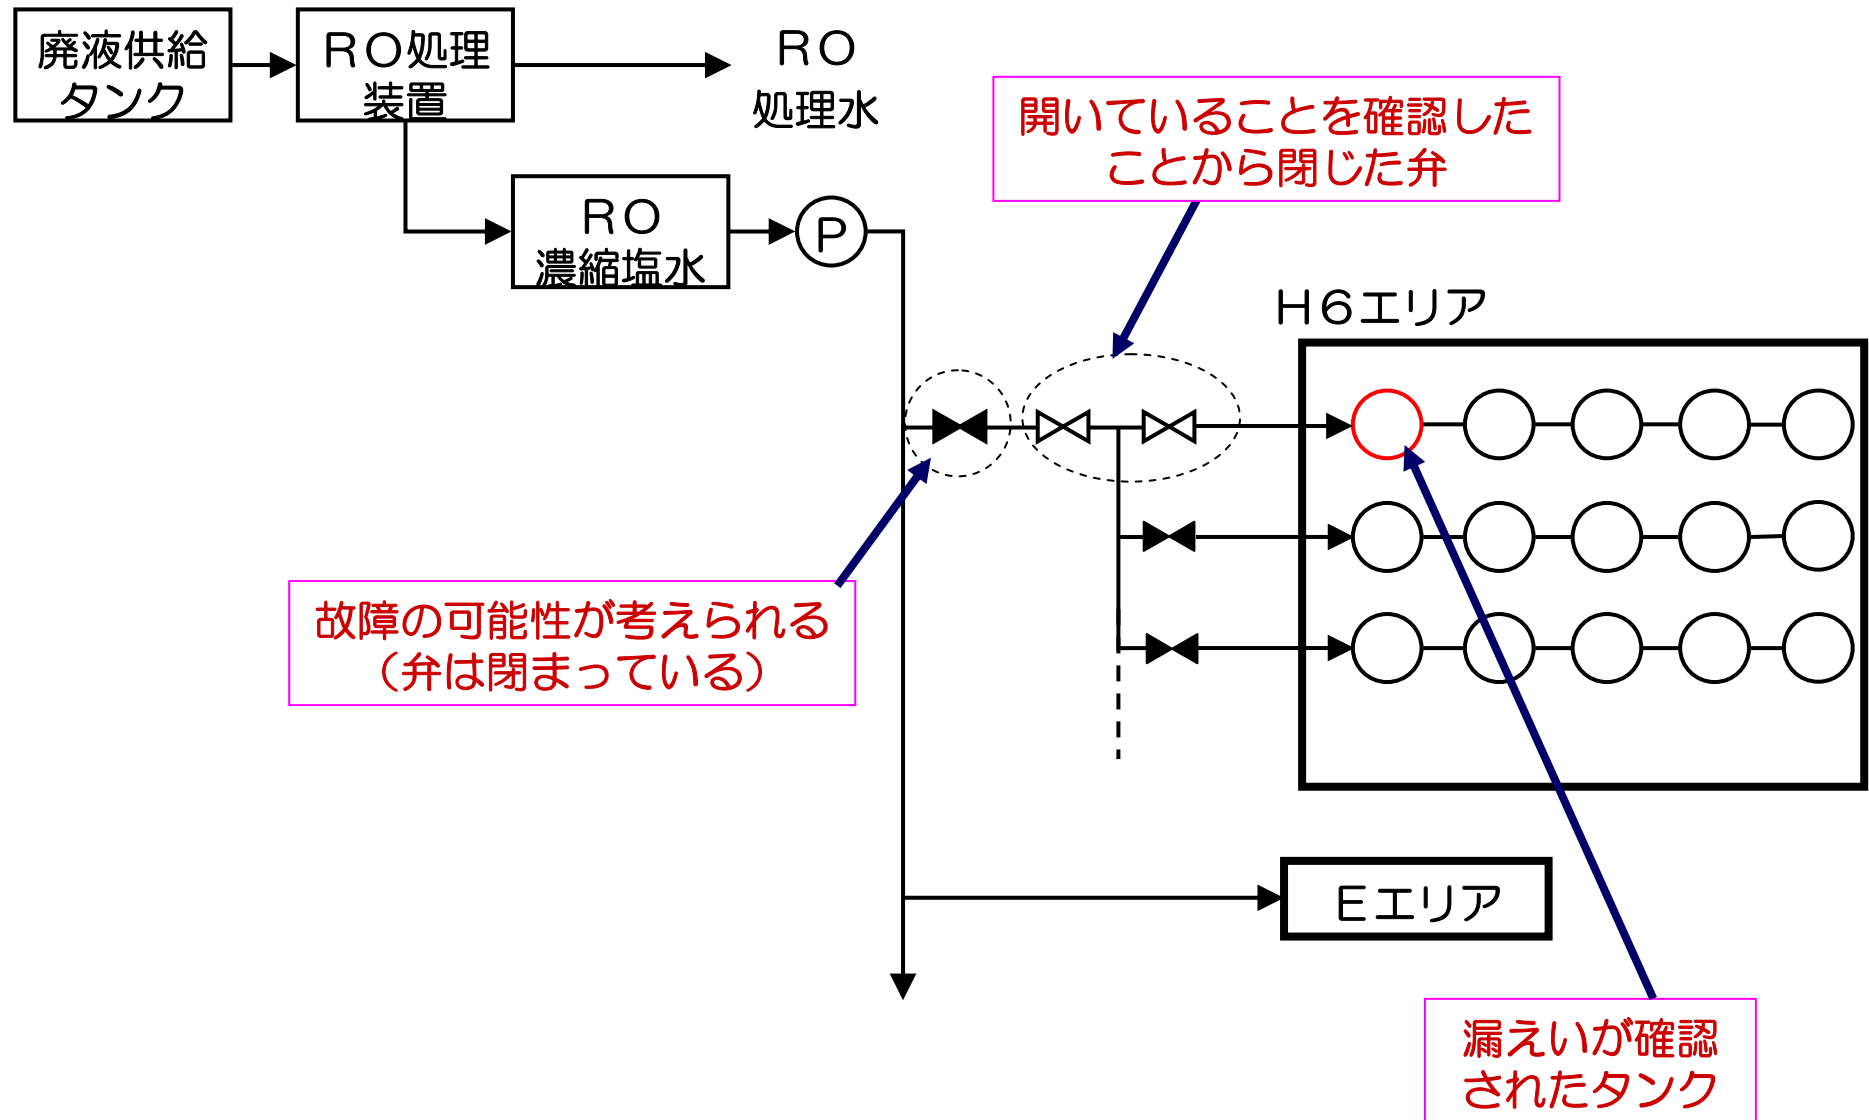 廃液供給
タンク
ＲＯ処理
装置
ＲＯ
処理水
ＲＯ
濃縮塩水
Ｐ
開いていることを確認した
ことから閉じた弁
Ｈ６エリア
故障の可能性が考えられる
（弁は閉まっている）
Ｅエリア
漏えいが確認
されたタンク